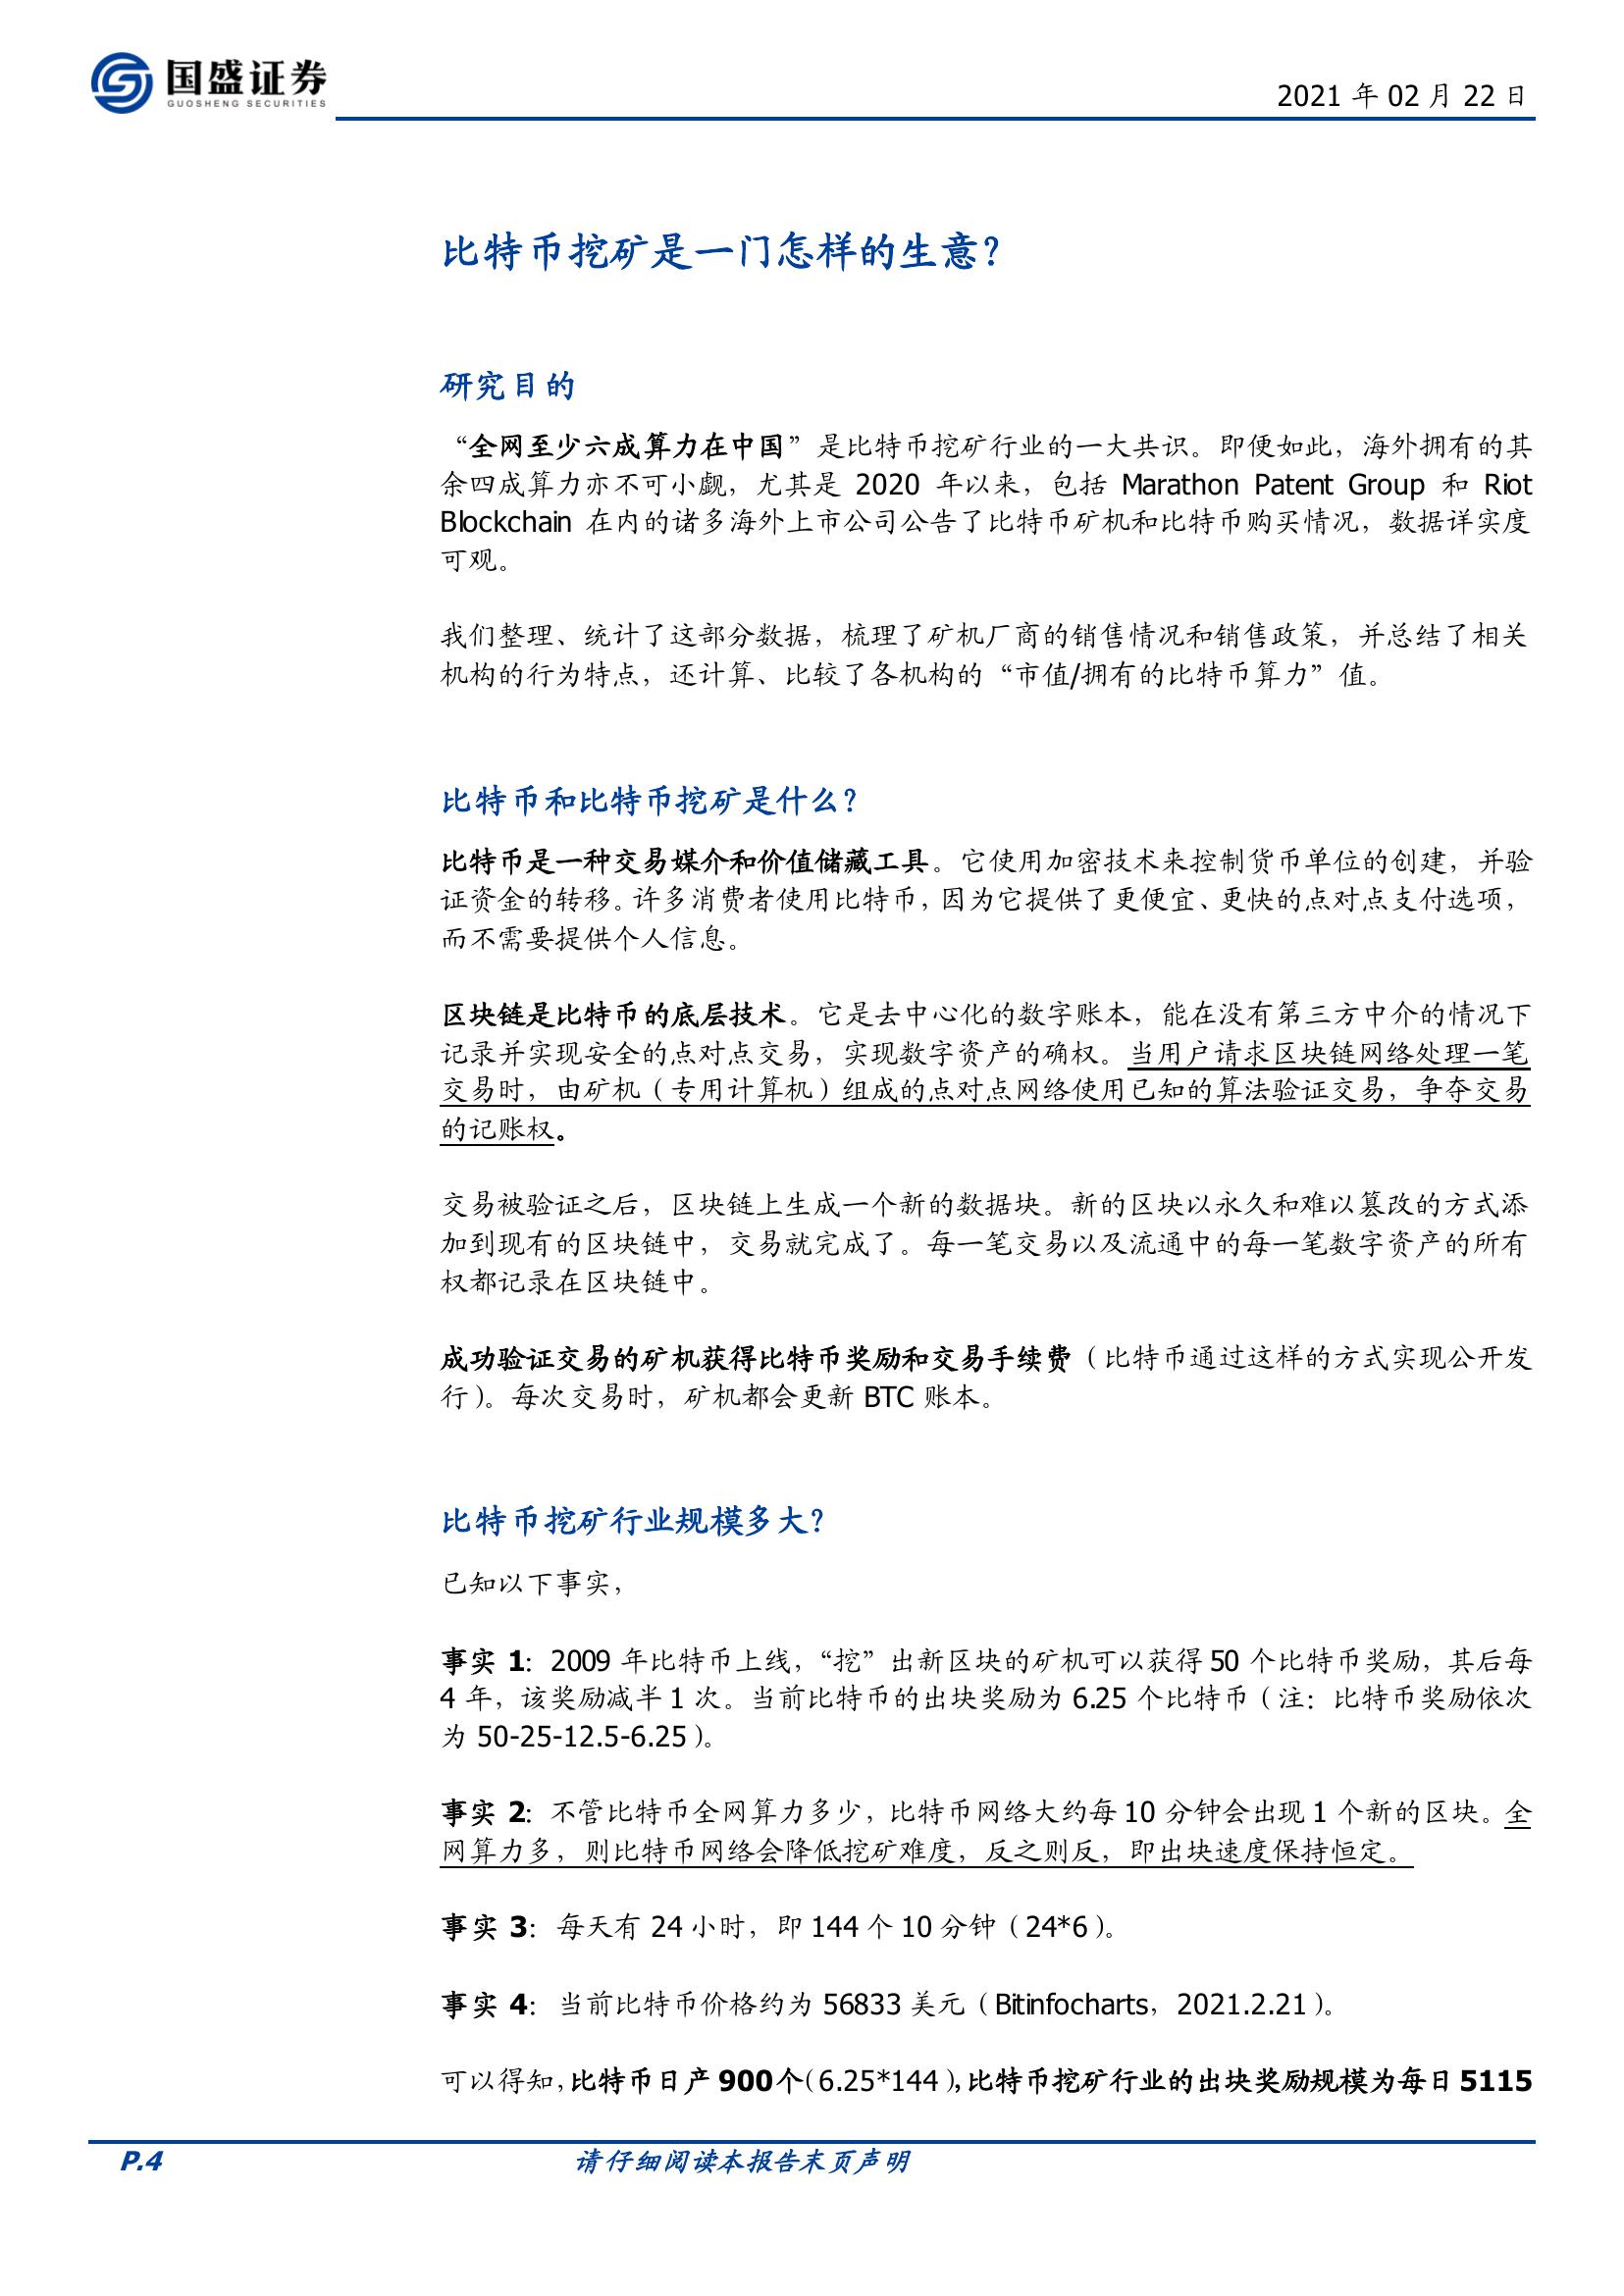 国盛证券
GUOSHENG SECURITIES
2021 年 02 月 22 日
比特币挖矿是一门怎样的生意？
研究目的
“全网至少六成算力在中国”是比特币挖矿行业的一大共识。即便如此，海外拥有的其
余四成算力亦不可小觑，尤其是 2020 年以来，包括 Marathon Patent Group 和 Riot
Blockchain 在内的诸多海外上市公司公告了比特币矿机和比特币购买情况，数据详实度
可观。
我们整理、统计了这部分数据，梳理了矿机厂商的销售情况和销售政策，并总结了相关
机构的行为特点，还计算、比较了各机构的“市值/拥有的比特币算力”值。
比特币和比特币挖矿是什么？
比特币是一种交易媒介和价值储藏工具。它使用加密技术来控制货币单位的创建，并验
证资金的转移。许多消费者使用比特币，因为它提供了更便宜、更快的点对点支付选项，
而不需要提供个人信息。
区块链是比特币的底层技术。它是去中心化的数字账本，能在没有第三方中介的情况下
记录并实现安全的点对点交易，实现数字资产的确权。当用户请求区块链网络处理一笔
交易时，由矿机（专用计算机）组成的点对点网络使用已知的算法验证交易，争夺交易
的记账权。
交易被验证之后，区块链上生成一个新的数据块。新的区块以永久和难以篡改的方式添
加到现有的区块链中，交易就完成了。每一笔交易以及流通中的每一笔数字资产的所有
权都记录在区块链中。
成功验证交易的矿机获得比特币奖励和交易手续费（比特币通过这样的方式实现公开发
行）。每次交易时，矿机都会更新 BTC 账本。
比特币挖矿行业规模多大？
已知以下事实，
事实 1：2009 年比特币上线，“挖”出新区块的矿机可以获得 50 个比特币奖励，其后每
4 年，该奖励减半 1 次。当前比特币的出块奖励为 6.25 个比特币（注：比特币奖励依次
为 50-25-12.5-6.25）。
事实 2：不管比特币全网算力多少，比特币网络大约每 10 分钟会出现 1 个新的区块。全
网算力多，则比特币网络会降低挖矿难度，反之则反，即出块速度保持恒定。
事实 3：每天有 24 小时，即 144 个 10 分钟（24*6）。
事实 4：当前比特币价格约为 56833 美元（Bitinfocharts，2021.2.21）。
可以得知，比特币日产 900个（6.25*144），比特币挖矿行业的出块奖励规模为每日 5115
P.4
请仔细阅读本报告末页声明